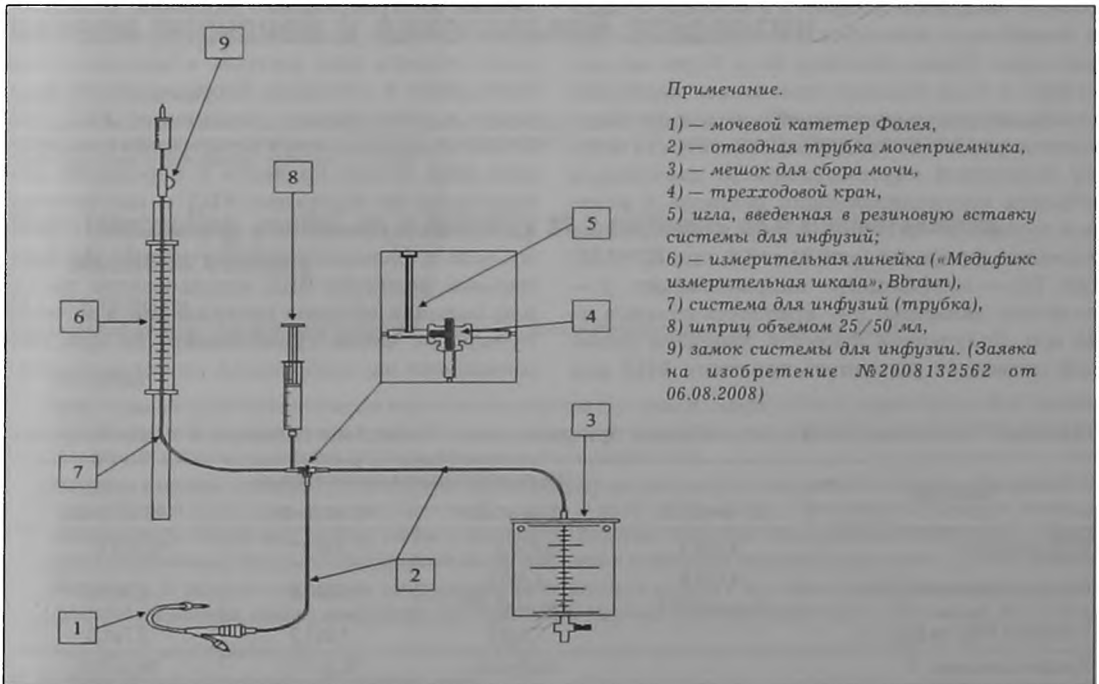 9
8
5
6
4
3
7
2
1
Примечание.
1) — мочевой катетер Фолея,
2) — отводная трубка мочеприемника,
3) — мешок для сбора мочи,
4) — трехходовой кран,
5) игла, введенная в резиновую вставку
системы для инфузий;
6) — измерительная линейка («Медификс
измерительная шкала», Bbraun),
7) система для инфузий (трубка),
8) шприц объемом 25/50 мл,
9) замок системы для инфузии. (Заявка
на изобретение №2008132562 от
06.08.2008)